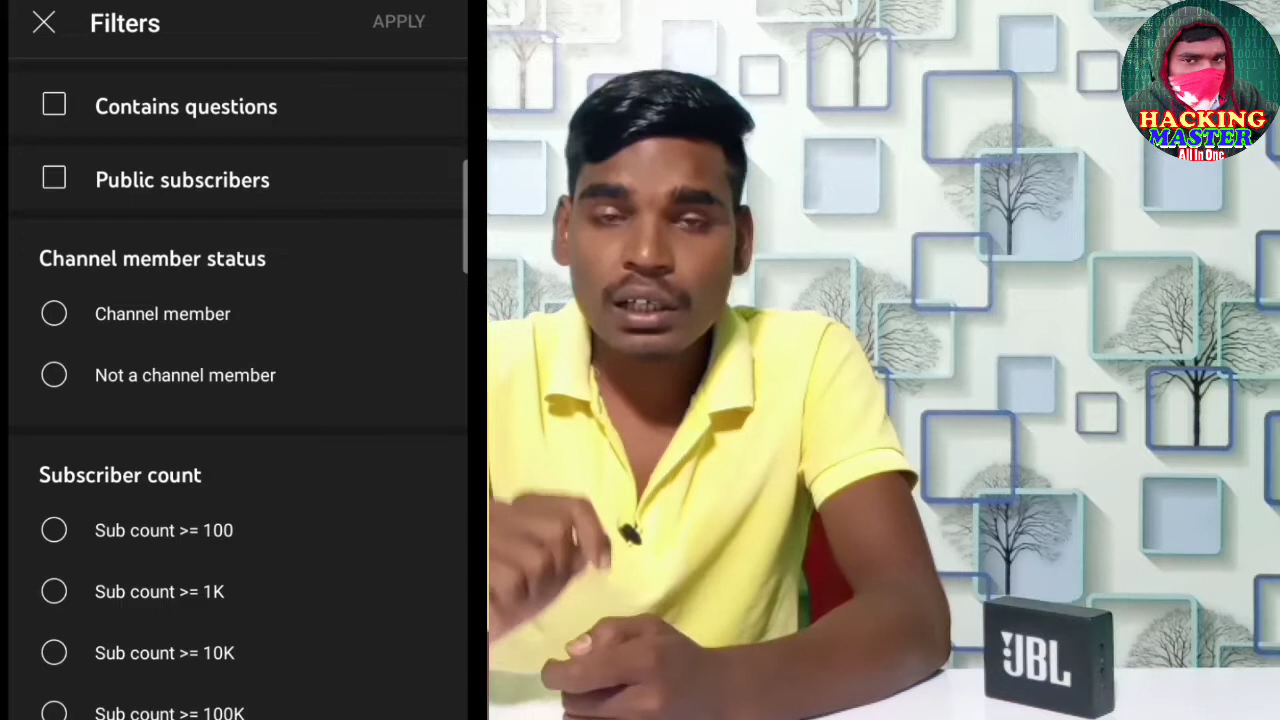 Filters
APPLY
Contains questions
Public subscribers
Channel member status
Channel member
Not a channel member
Subscriber count
Sub count >= 100
Sub count >= 1K
Sub count >= 10K
Sub count >= 100K
HACKING
MASTER
All In One
JBL